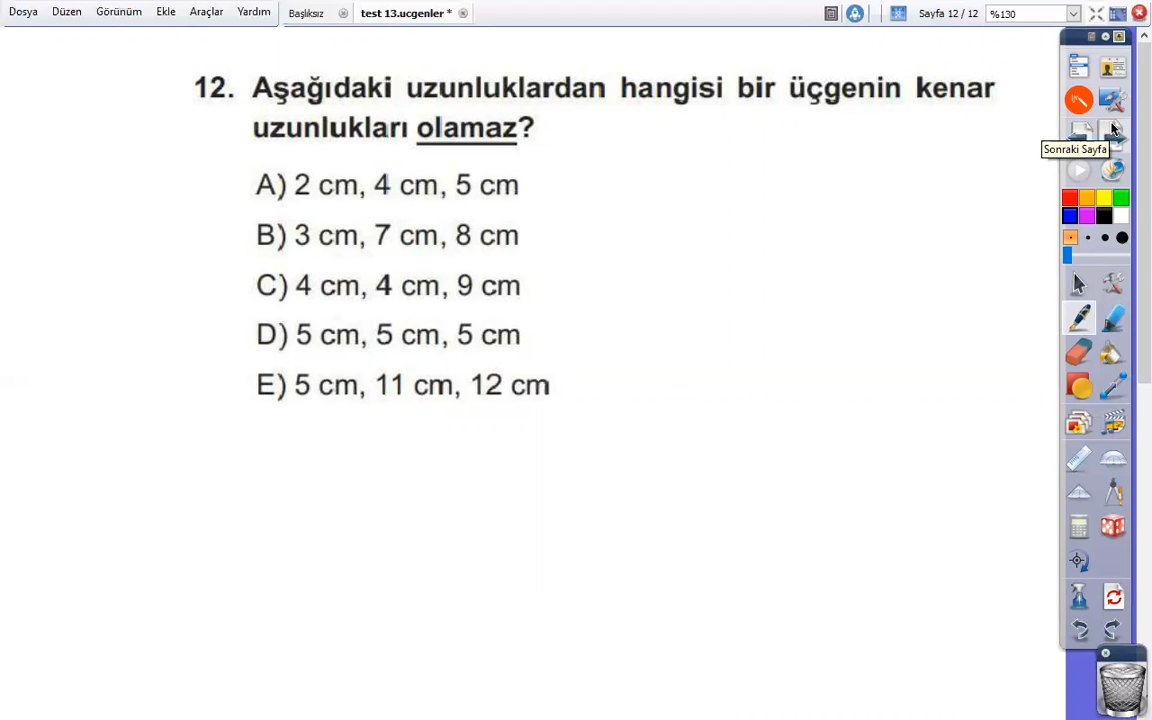 Dosya Düzen Görünüm Ekle Araçlar Yardım Başlıksız test 13.ucgenler * Sayfa 12 / 12 %130
12. Aşağıdaki uzunluklardan hangisi bir üçgenin kenar
uzunlukları olamaz?
Sonraki Sayfa
A) 2 cm, 4 cm, 5 cm
B) 3 cm, 7 cm, 8 cm
C) 4 cm, 4 cm, 9 cm
D) 5 cm, 5 cm, 5 cm
E) 5 cm, 11 cm, 12 cm